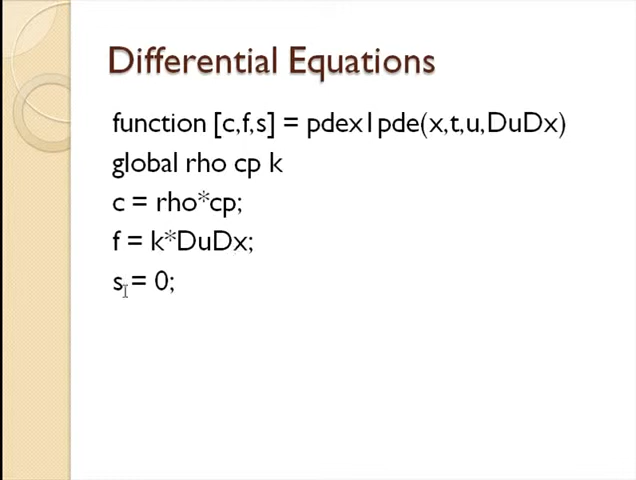 Differential Equations
function [c,f,s] = pdex1pde(x,t,u,DuDx)
global rho cp k
c = rho*cp;
f = k*DuDx;
s = 0;